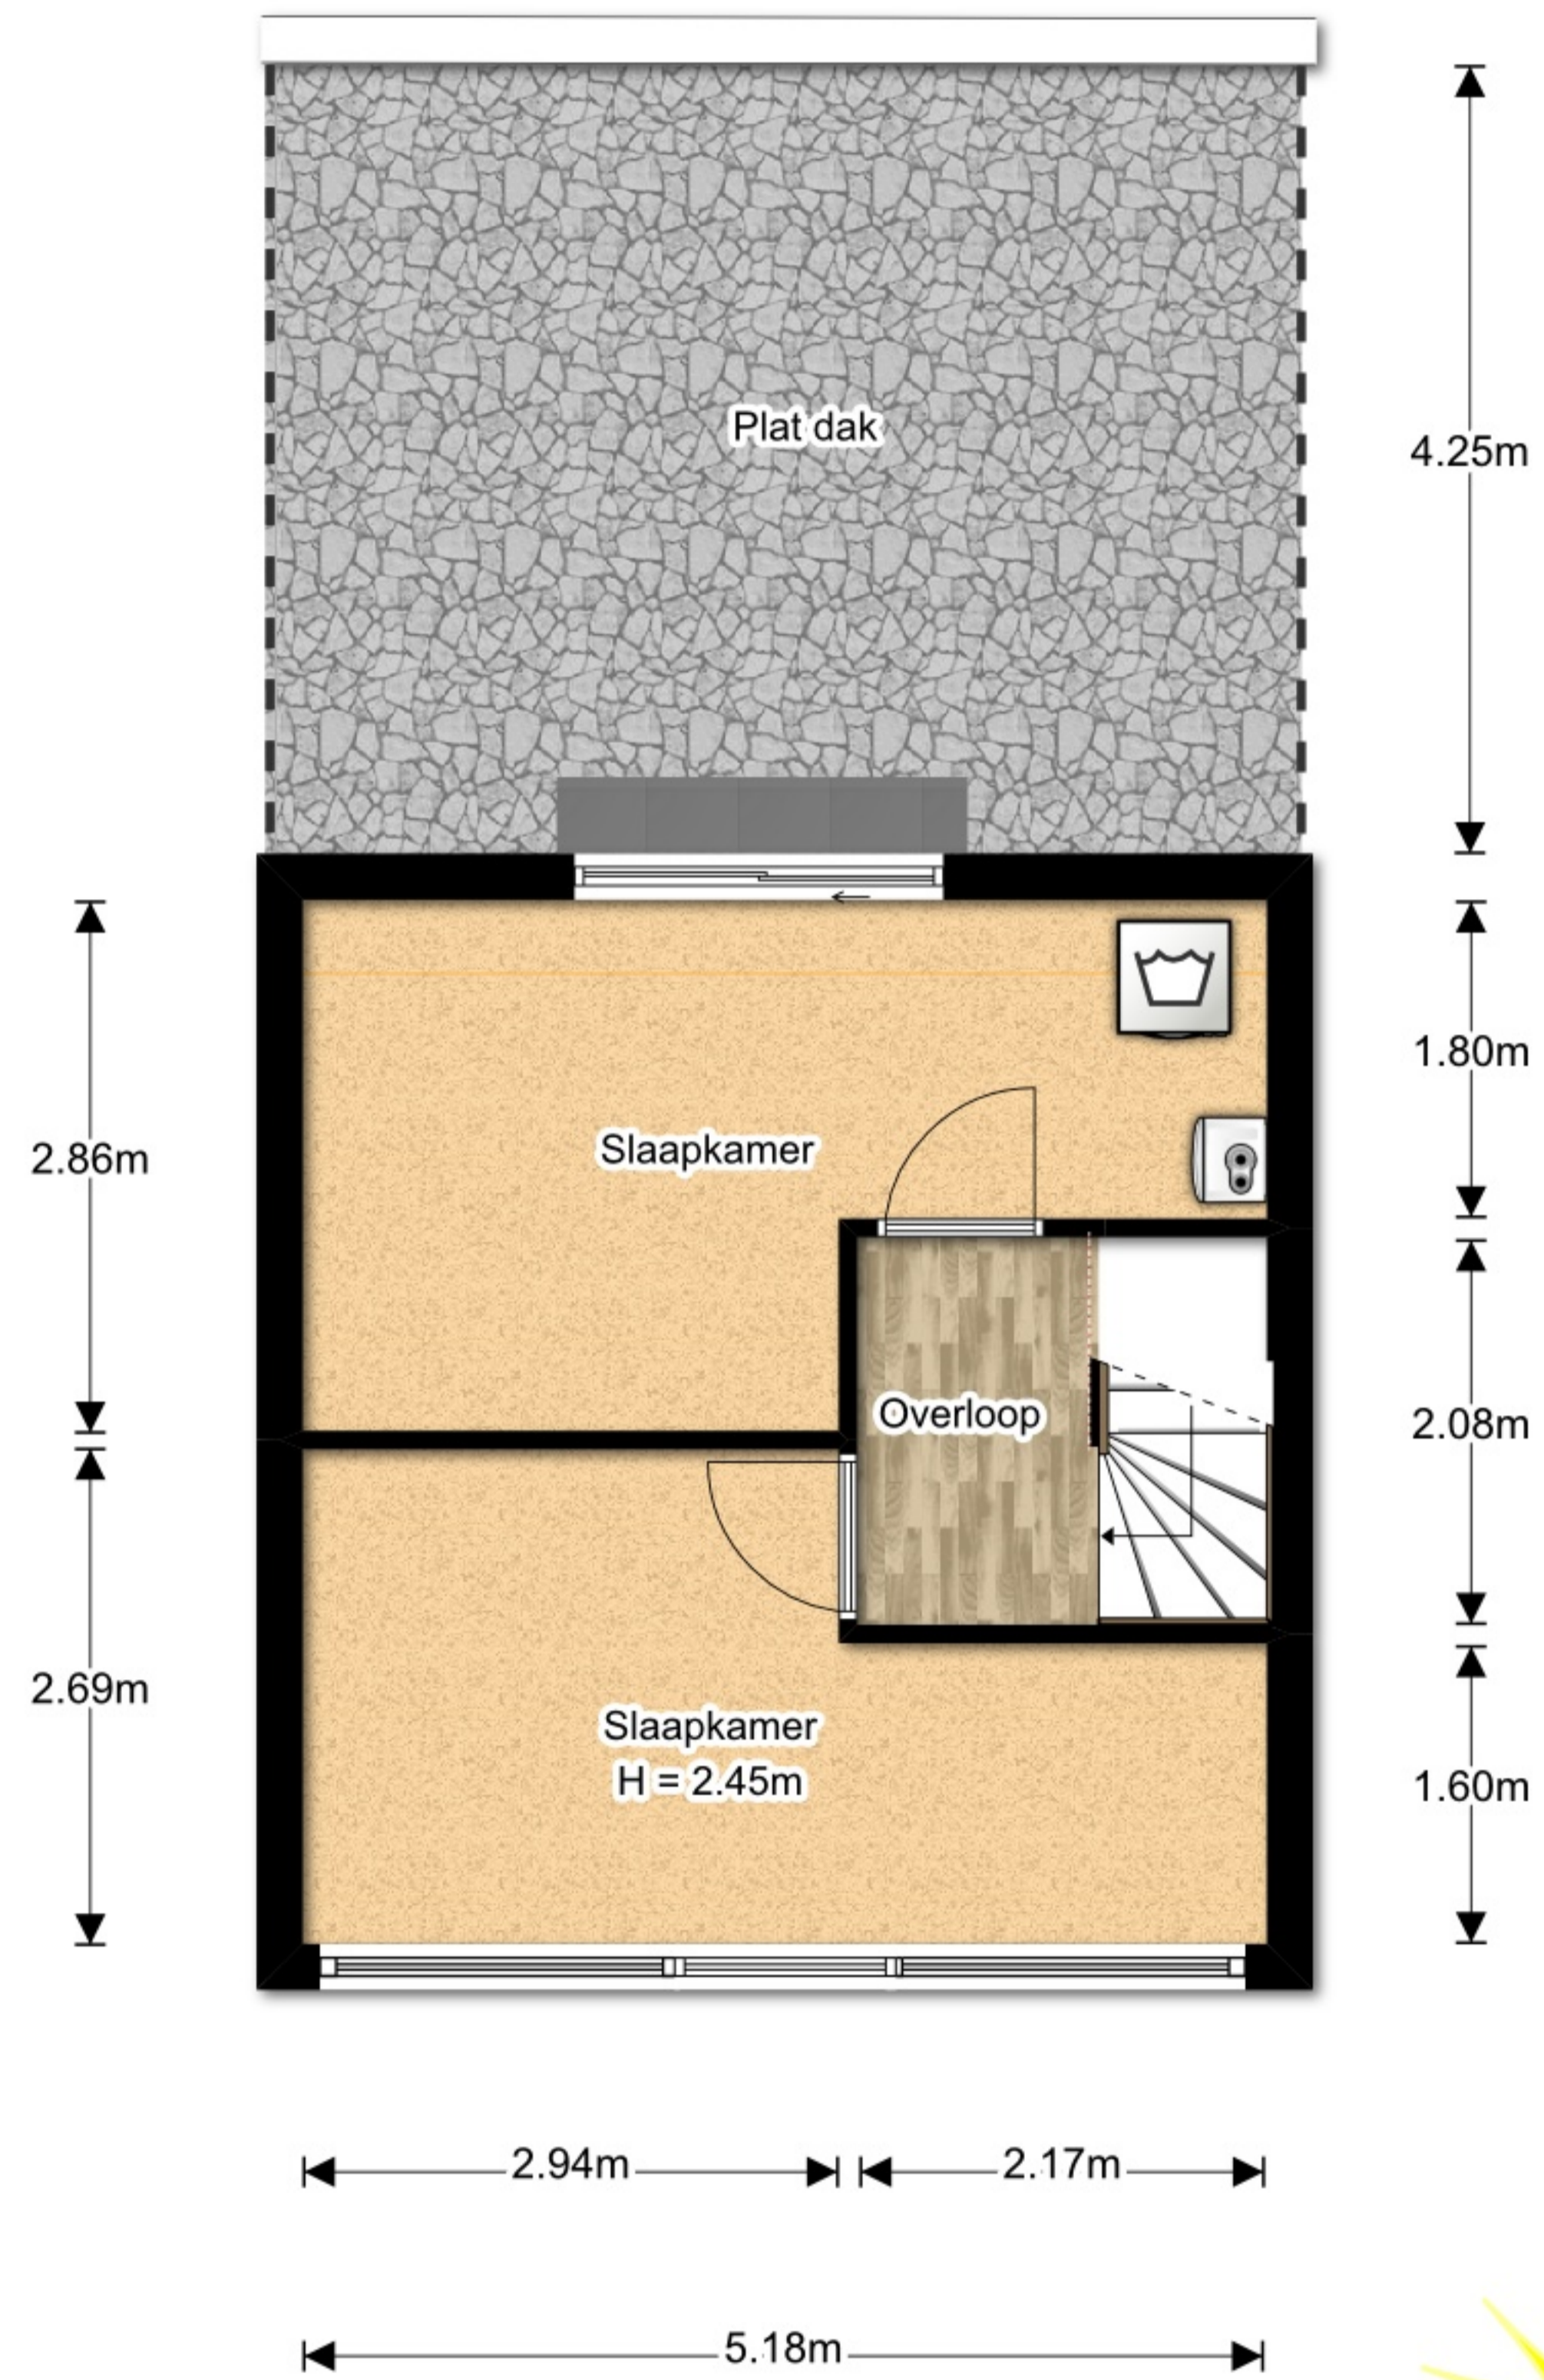 Plat dak
4.25m
1.80m
Slaapkamer
2.86m
Overloop
2.08m
2.69m
Slaapkamer
H = 2.45m
1.60m
2.94m
2.17m
5.18m